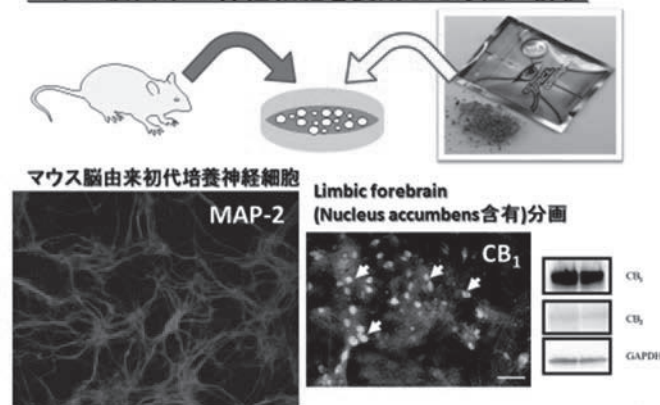 マウス脳由来初代培養神経細胞
MAP-2
Limbic forebrain
(Nucleus accumbens含有)分画
CB₁
CB₁
CB₂
GAPDH